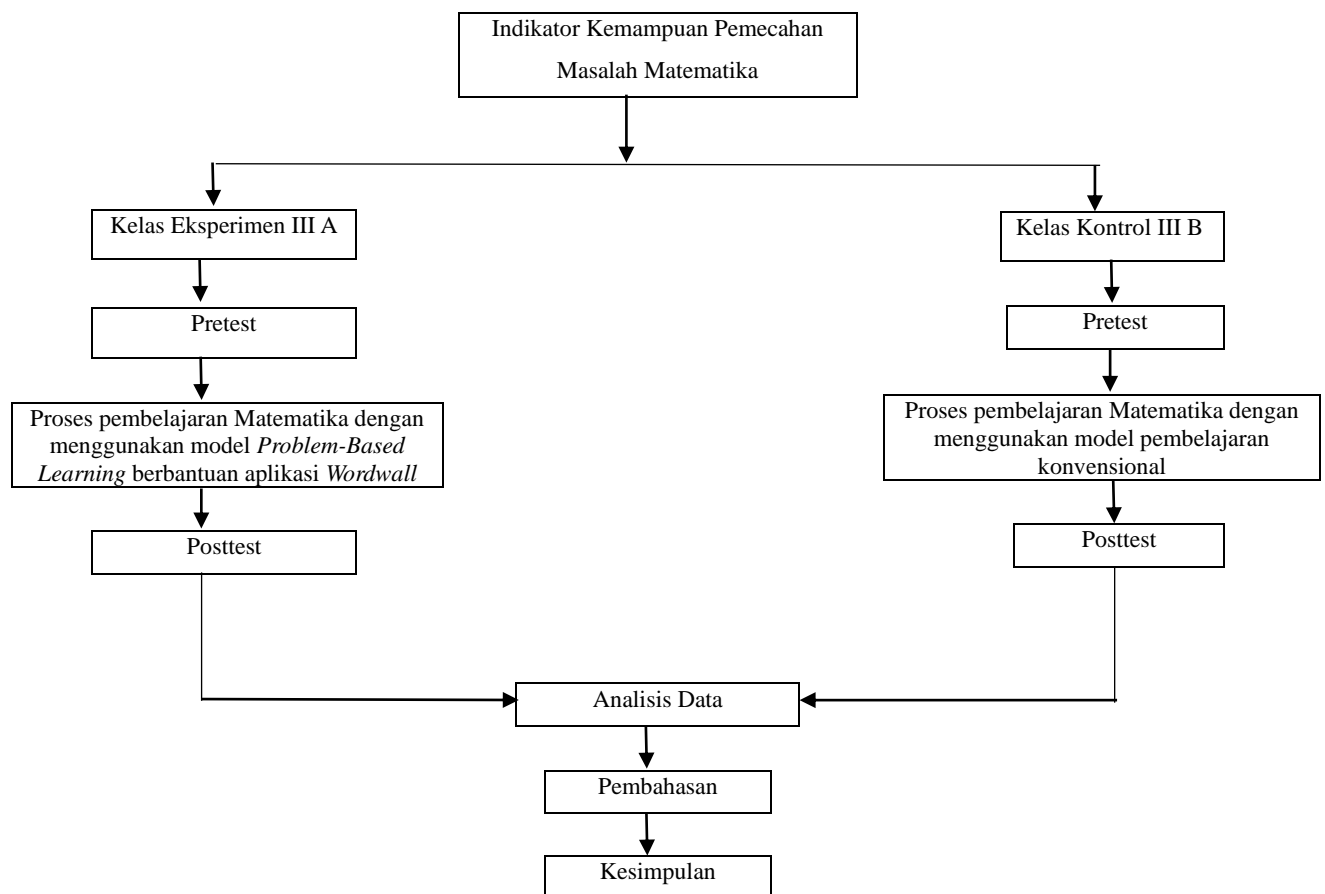 Indikator Kemampuan Pemecahan
Masalah Matematika
Kelas Eksperimen III A
Kelas Kontrol III B
Pretest
Pretest
Proses pembelajaran Matematika dengan
menggunakan model Problem-Based
Learning berbantuan aplikasi Wordwall
Proses pembelajaran Matematika dengan
menggunakan model pembelajaran
konvensional
Posttest
Posttest
Analisis Data
Pembahasan
Kesimpulan